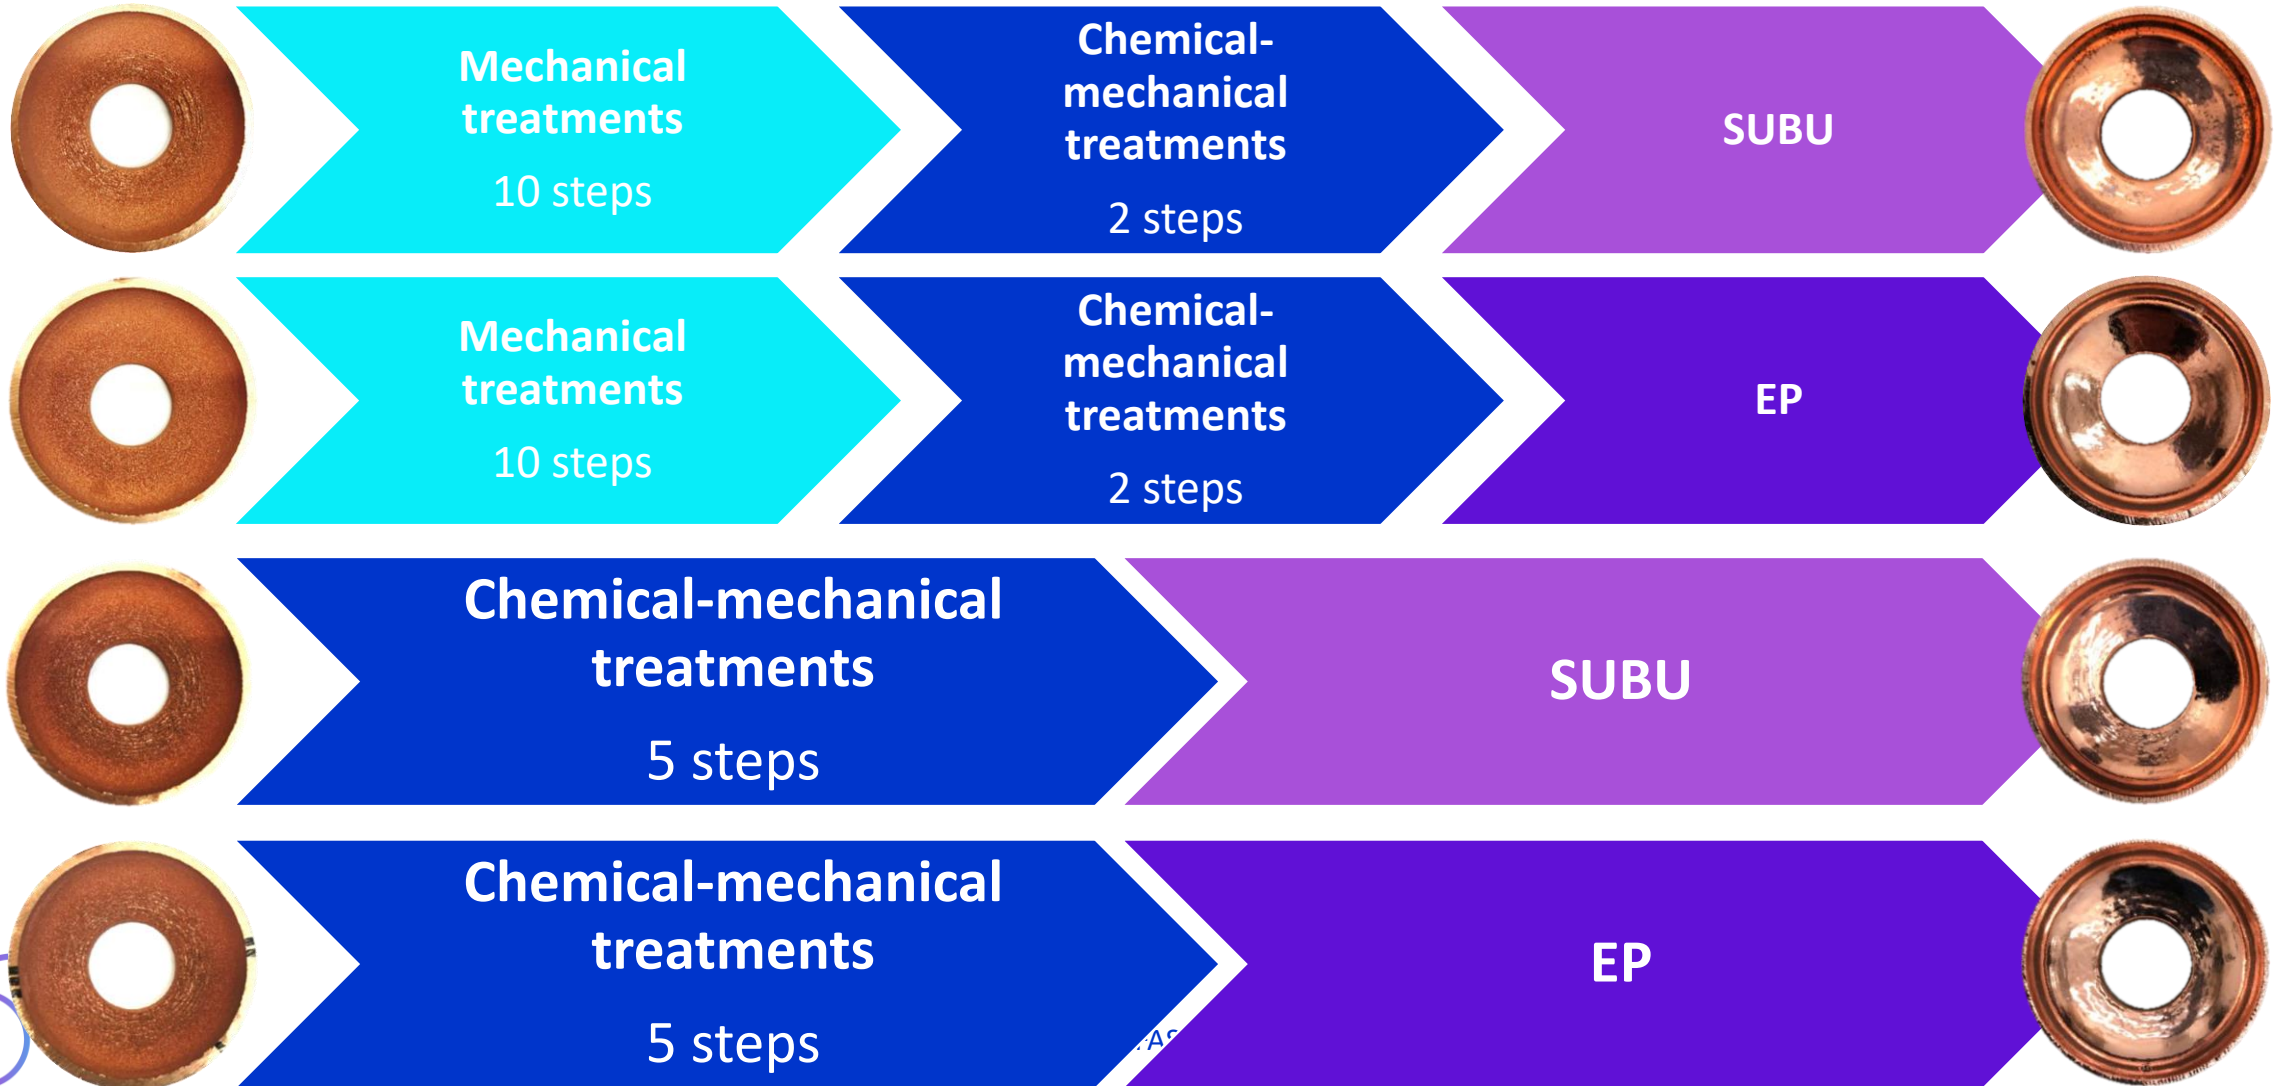 Mechanical
treatments
10 steps
Chemical-
mechanical
treatments
2 steps
SUBU
Mechanical
treatments
10 steps
Chemical-
mechanical
treatments
2 steps
EP
Chemical-mechanical
treatments
5 steps
SUBU
Chemical-mechanical
treatments
5 steps
EP